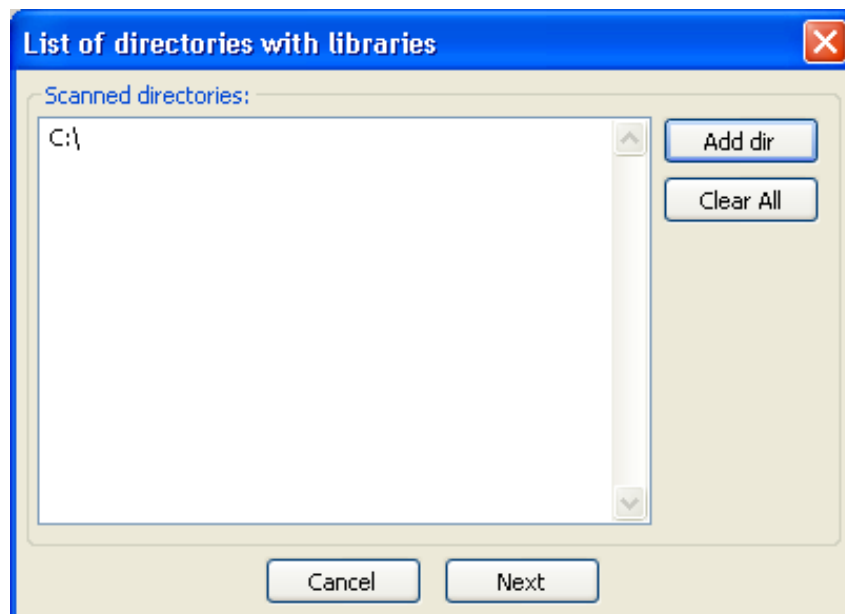 List of directories with libraries
Scanned directories:
C:\
Add dir
Clear All
Cancel
Next